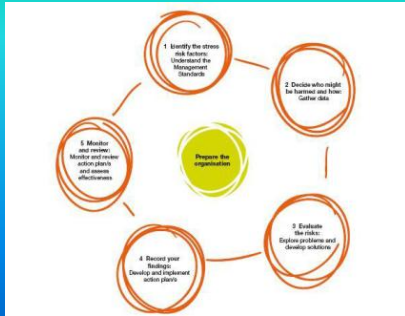 1 Identify the stress
risk factors:
Understand the
Management
Standards
2 Decide who might
be harmed and how:
Gather data
3 Evaluate
the risks:
Explore problems and
develop solutions
4 Record your
findings:
Develop and implement
action plan/s
5 Monitor
and review:
Monitor and review
action plan/s
and assess
effectiveness
Prepare the
organisation